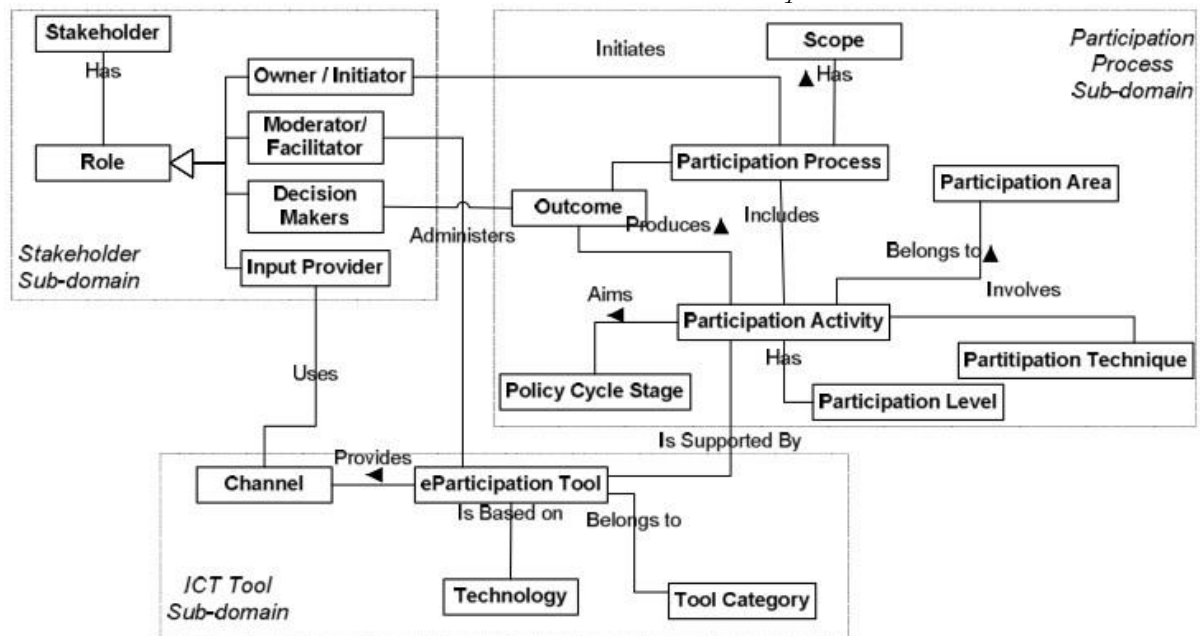 Stakeholder
Has
Role
Owner / Initiator
Moderator/
Facilitator
Decision
Makers
Input Provider
Stakeholder
Sub-domain
Initiates
Scope
Has
Participation
Process
Sub-domain
Participation Process
Participation Area
Outcome
Produces
Includes
Administers
Belongs to
Involves
Aims
Participation Activity
Has
Partitipation Technique
Policy Cycle Stage
Participation Level
Uses
Is Supported By
Provides
Channel
eParticipation Tool
Is Based on
Belongs to
ICT Tool
Sub-domain
Technology
Tool Category